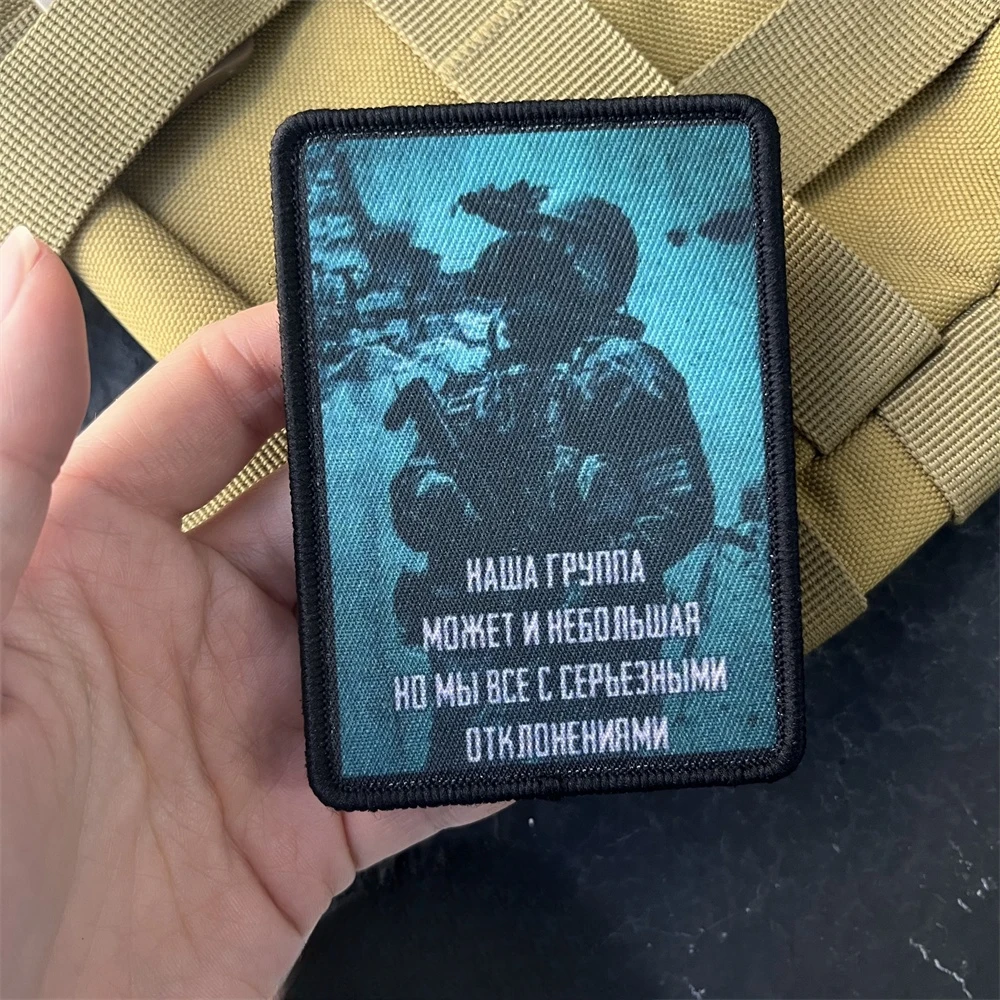 НАША ГРУППА
МОЖЕТ И НЕБОЛЬШАЯ
НО МЫ ВСЕ С СЕРЬЕЗНЫМИ
ОТКЛОНЕНИЯМИ